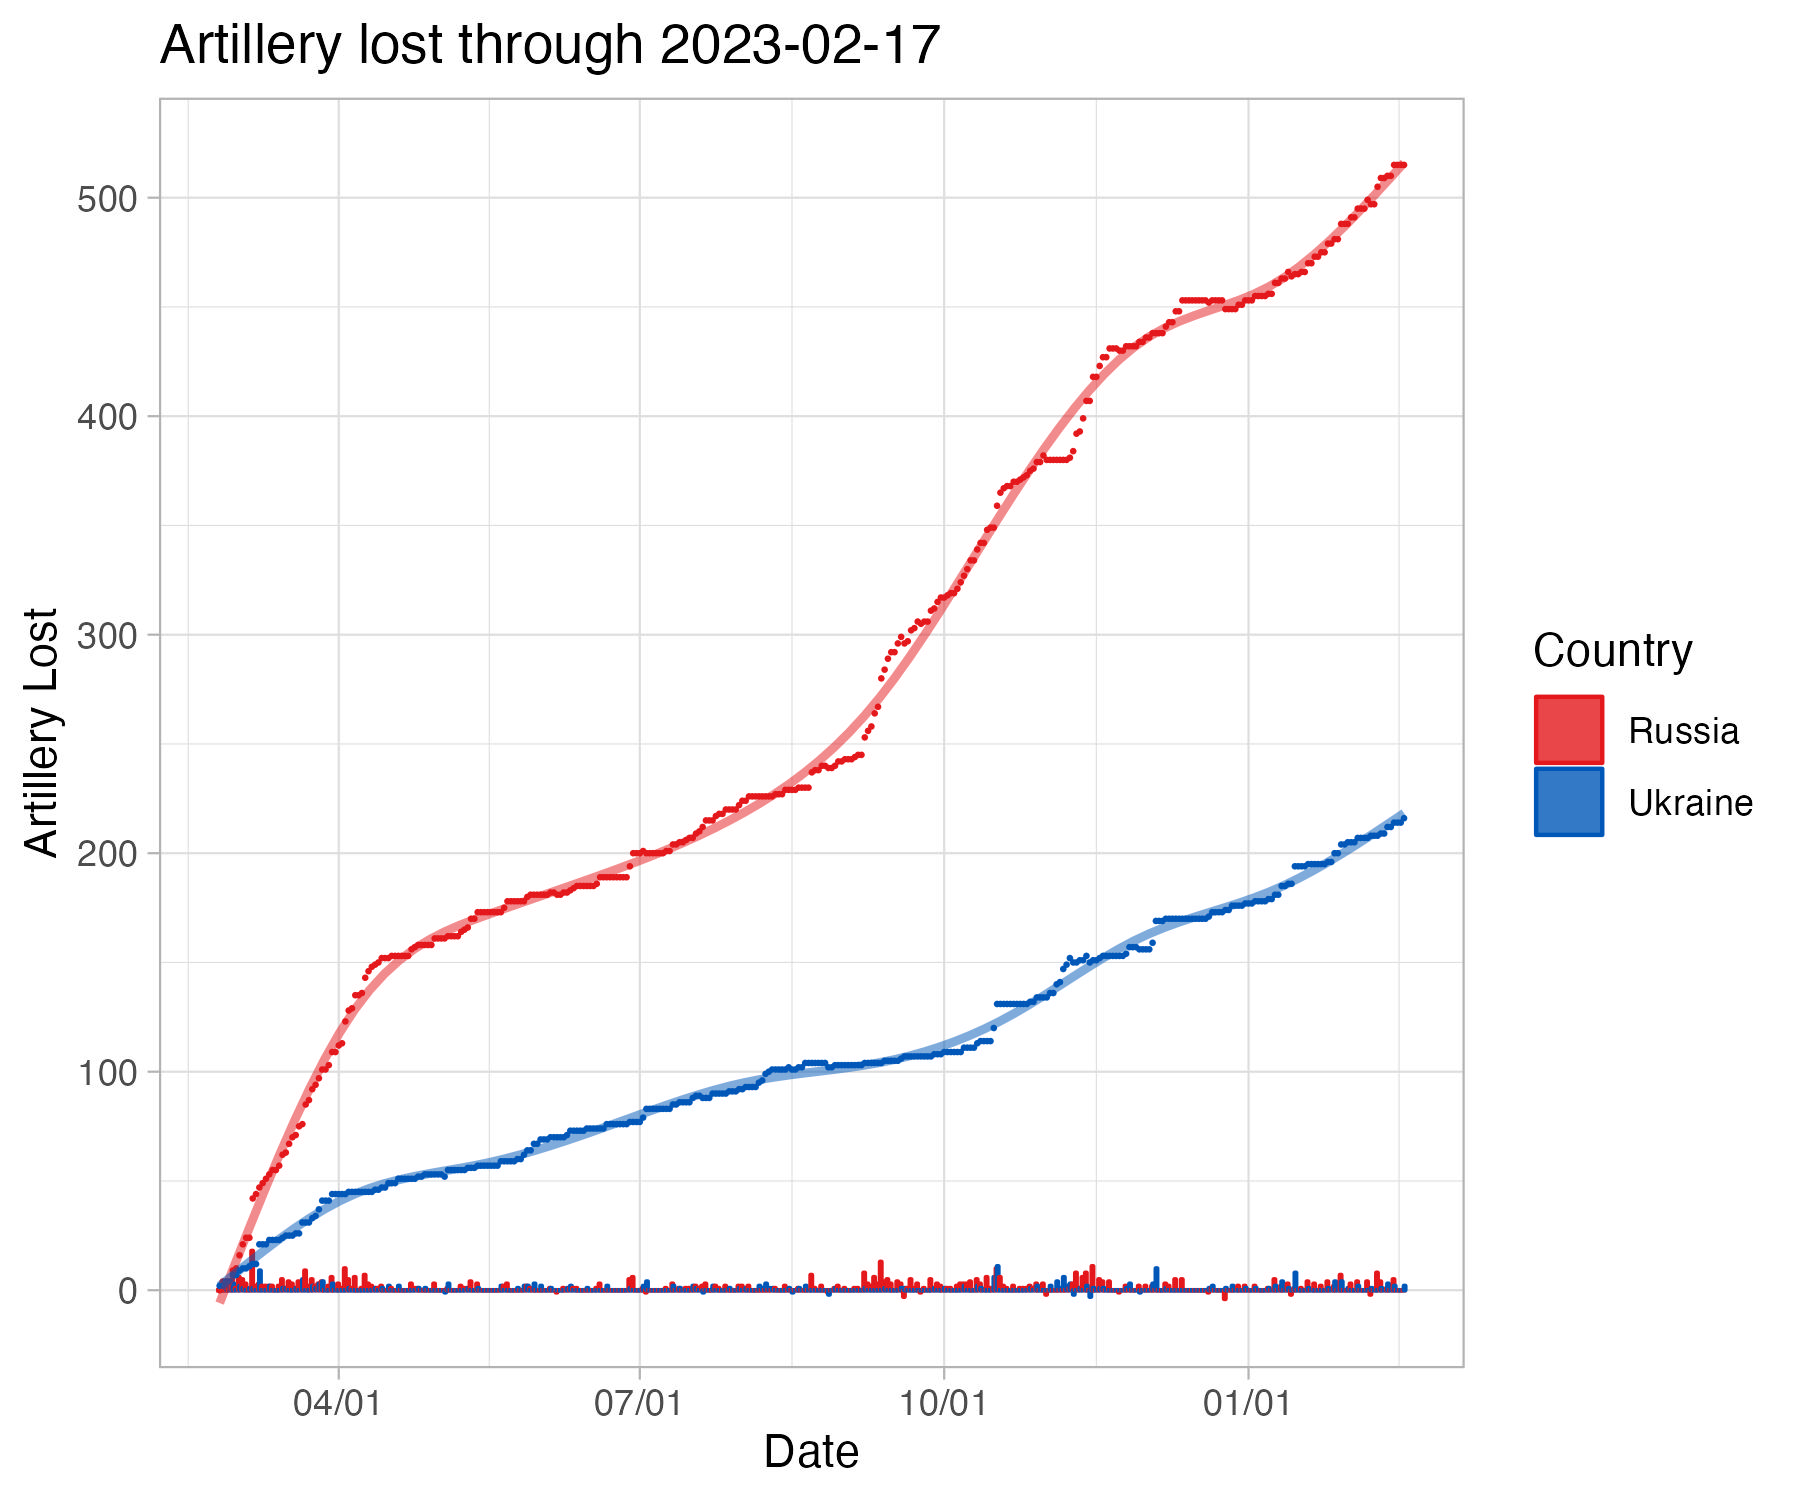 Artillery lost through 2023-02-17
Artillery Lost
500
400
300
200
100
0
04/01
07/01
10/01
01/01
Date
Country
Russia
Ukraine